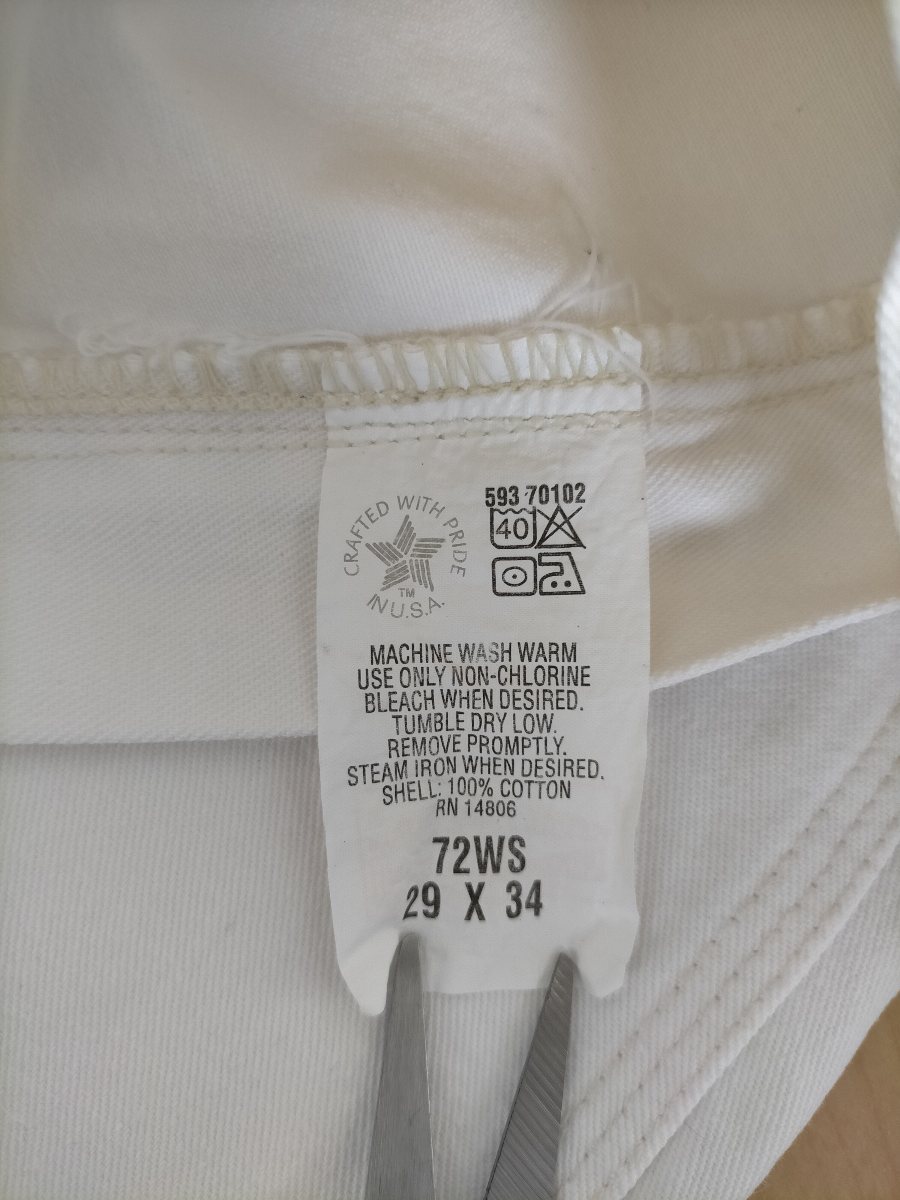 CRAFTED WITH PRIDE
TM
IN U.S.A.
593 70102
40
MACHINE WASH WARM
USE ONLY NON-CHLORINE
BLEACH WHEN DESIRED.
TUMBLE DRY LOW.
REMOVE PROMPTLY.
STEAM IRON WHEN DESIRED.
SHELL: 100% COTTON
RN 14806
72WS
29 X 34